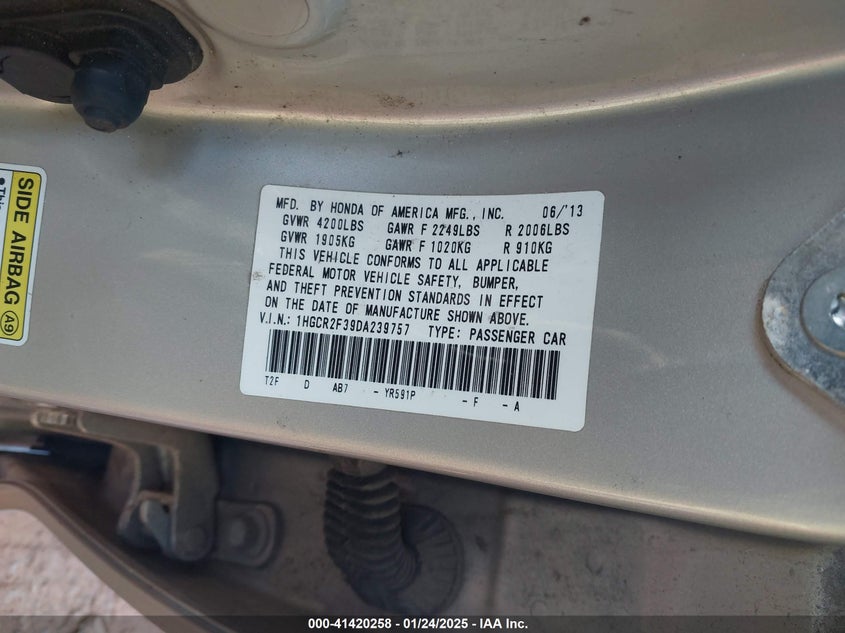 MFD. BY HONDA OF AMERICA MFG., INC. 06/'13
GVWR 4200LBS GAWR F 2249LBS R 2006LBS
GVWR 1905KG GAWR F 1020KG R 910KG
THIS VEHICLE CONFORMS TO ALL APPLICABLE
FEDERAL MOTOR VEHICLE SAFETY, BUMPER,
AND THEFT PREVENTION STANDARDS IN EFFECT
ON THE DATE OF MANUFACTURE SHOWN ABOVE.
V.I.N.: 1HGCR2F39DA239757 TYPE: PASSENGER CAR
T2F D AB7 - YR591P - F - A
SIDE AIRBAG A9
• This
000-41420258 - 01/24/2025 - IAA Inc.